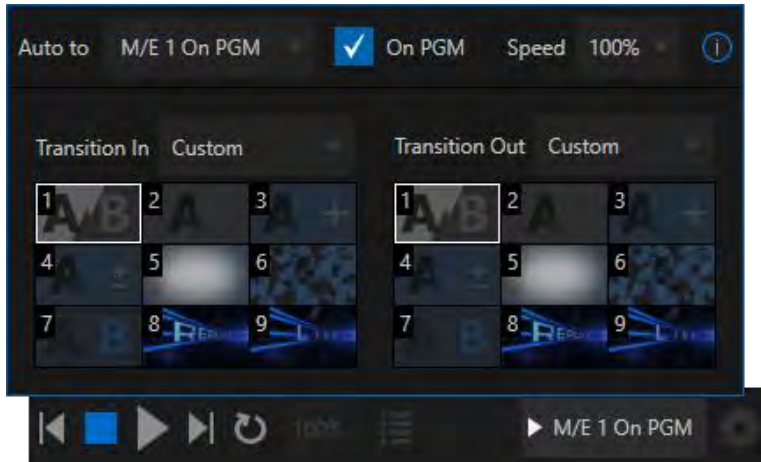 Auto to M/E 1 On PGM On PGM Speed 100%
Transition In Custom Transition Out Custom
1 A B 2 A 3 A 1 A B 2 A 3 A
4 A 5 6 4 A 5 6
7 A B 8 9 7 A B 8 9
100% M/E 1 On PGM